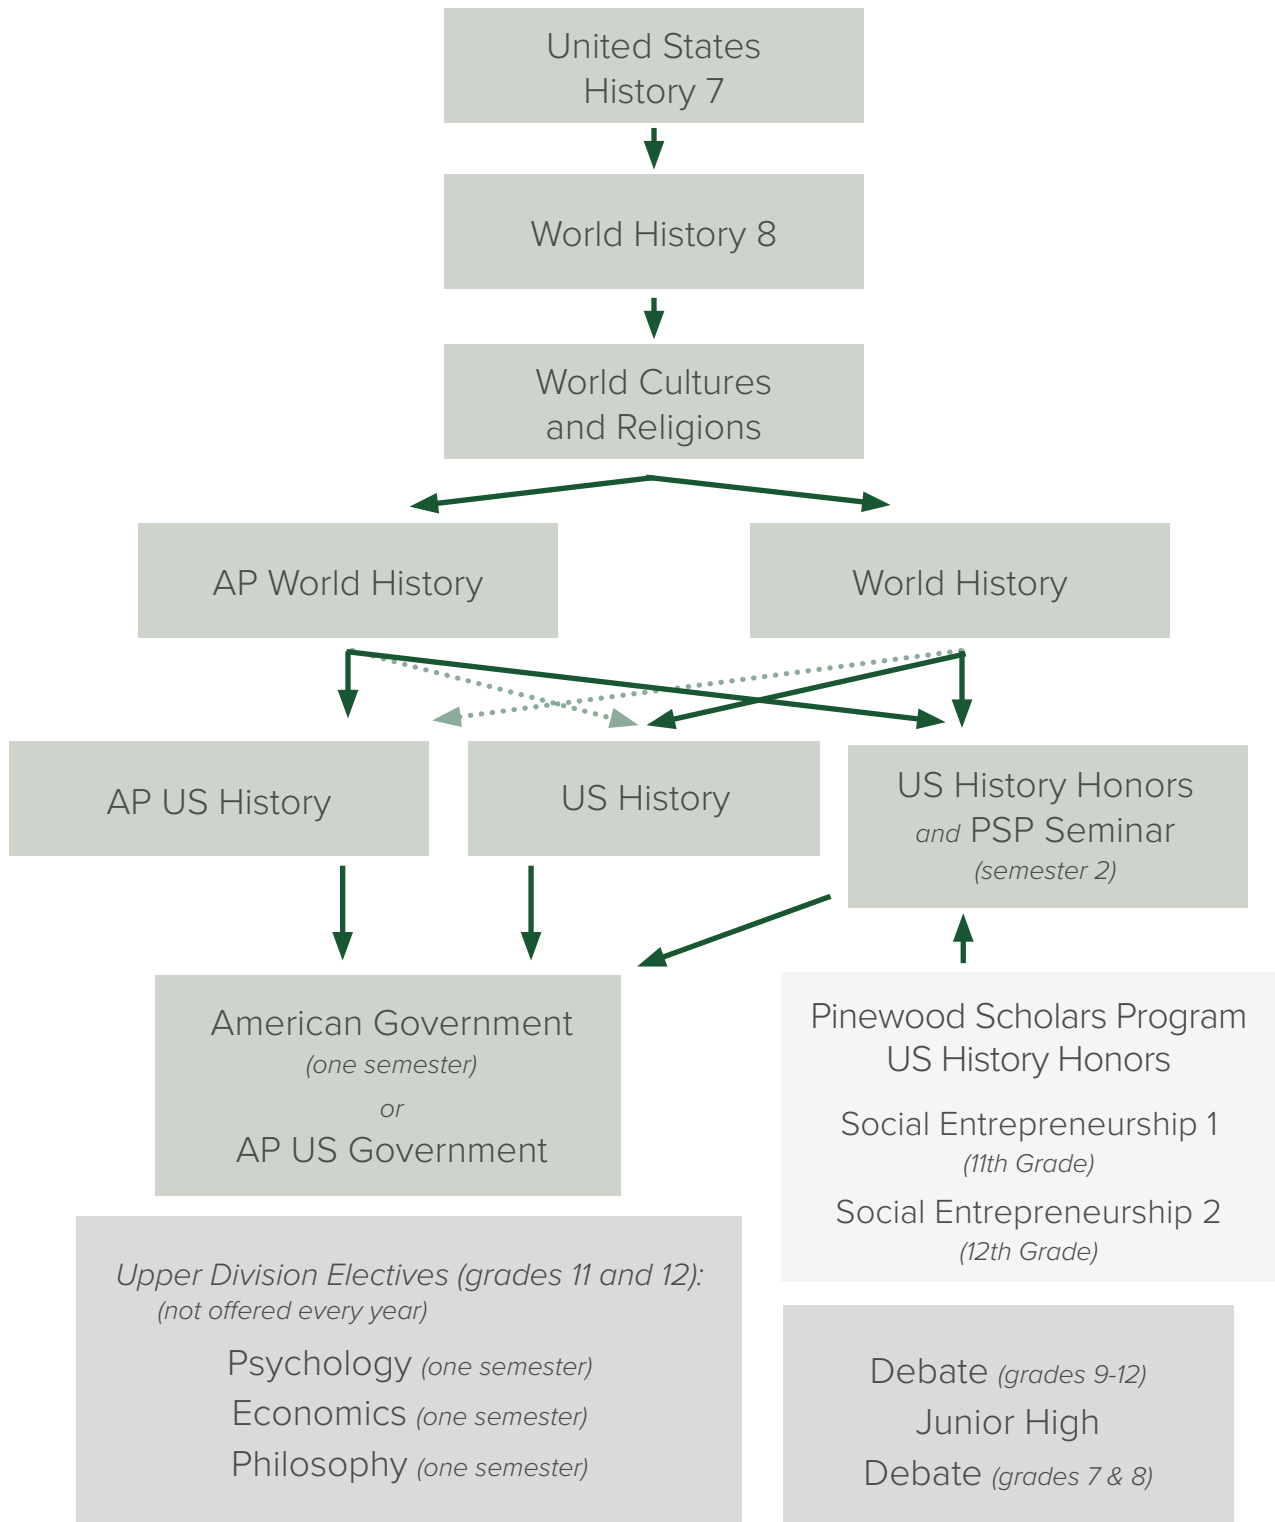 United States
History 7
World History 8
World Cultures
and Religions
AP World History
World History
AP US History
US History
US History Honors
and PSP Seminar
(semester 2)
American Government
(one semester)
or
AP US Government
Pinewood Scholars Program
US History Honors
Social Entrepreneurship 1
(11th Grade)
Social Entrepreneurship 2
(12th Grade)
Upper Division Electives (grades 11 and 12):
(not offered every year)
Psychology (one semester)
Economics (one semester)
Philosophy (one semester)
Debate (grades 9-12)
Junior High
Debate (grades 7 & 8)